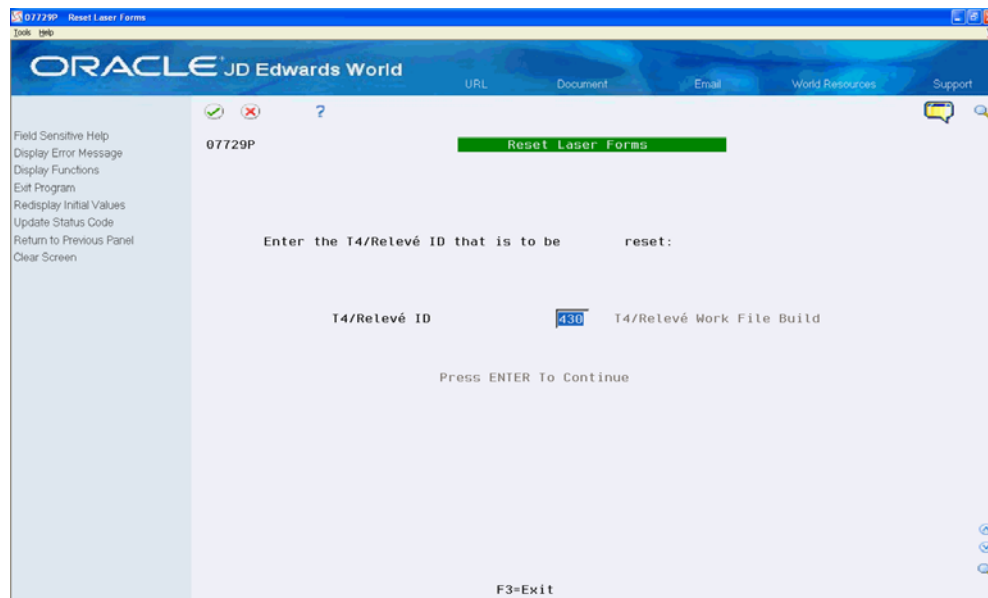 07729P Reset Laser Forms
Tools Help
ORACLE JD Edwards World
URL Document Email World Resources Support
?
Field Sensitive Help
Display Error Message
Display Functions
Exit Program
Redisplay Initial Values
Update Status Code
Return to Previous Panel
Clear Screen
07729P Reset Laser Forms
Enter the T4/Relevé ID that is to be reset:
T4/Relevé ID 430 T4/Relevé Work File Build
Press ENTER To Continue
F3=Exit